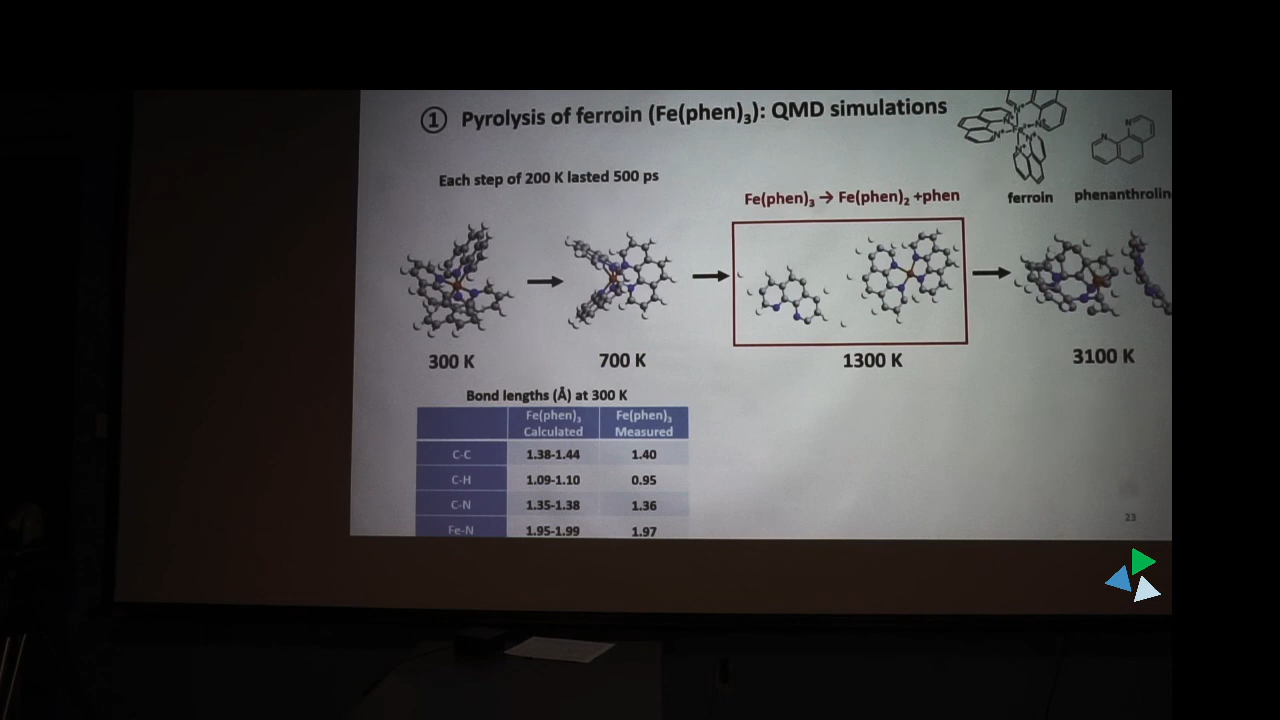 ① Pyrolysis of ferroin (Fe(phen)₃): QMD simulations
Each step of 200 K lasted 500 ps
Fe(phen)₃ → Fe(phen)₂ +phen
ferroin phenanthrolin
300 K 700 K 1300 K 3100 K
Bond lengths (Å) at 300 K
Fe(phen)₃ Fe(phen)₃
Calculated Measured
C-C 1.38-1.44 1.40
C-H 1.09-1.10 0.95
C-N 1.35-1.38 1.36
Fe-N 1.95-1.99 1.97
23